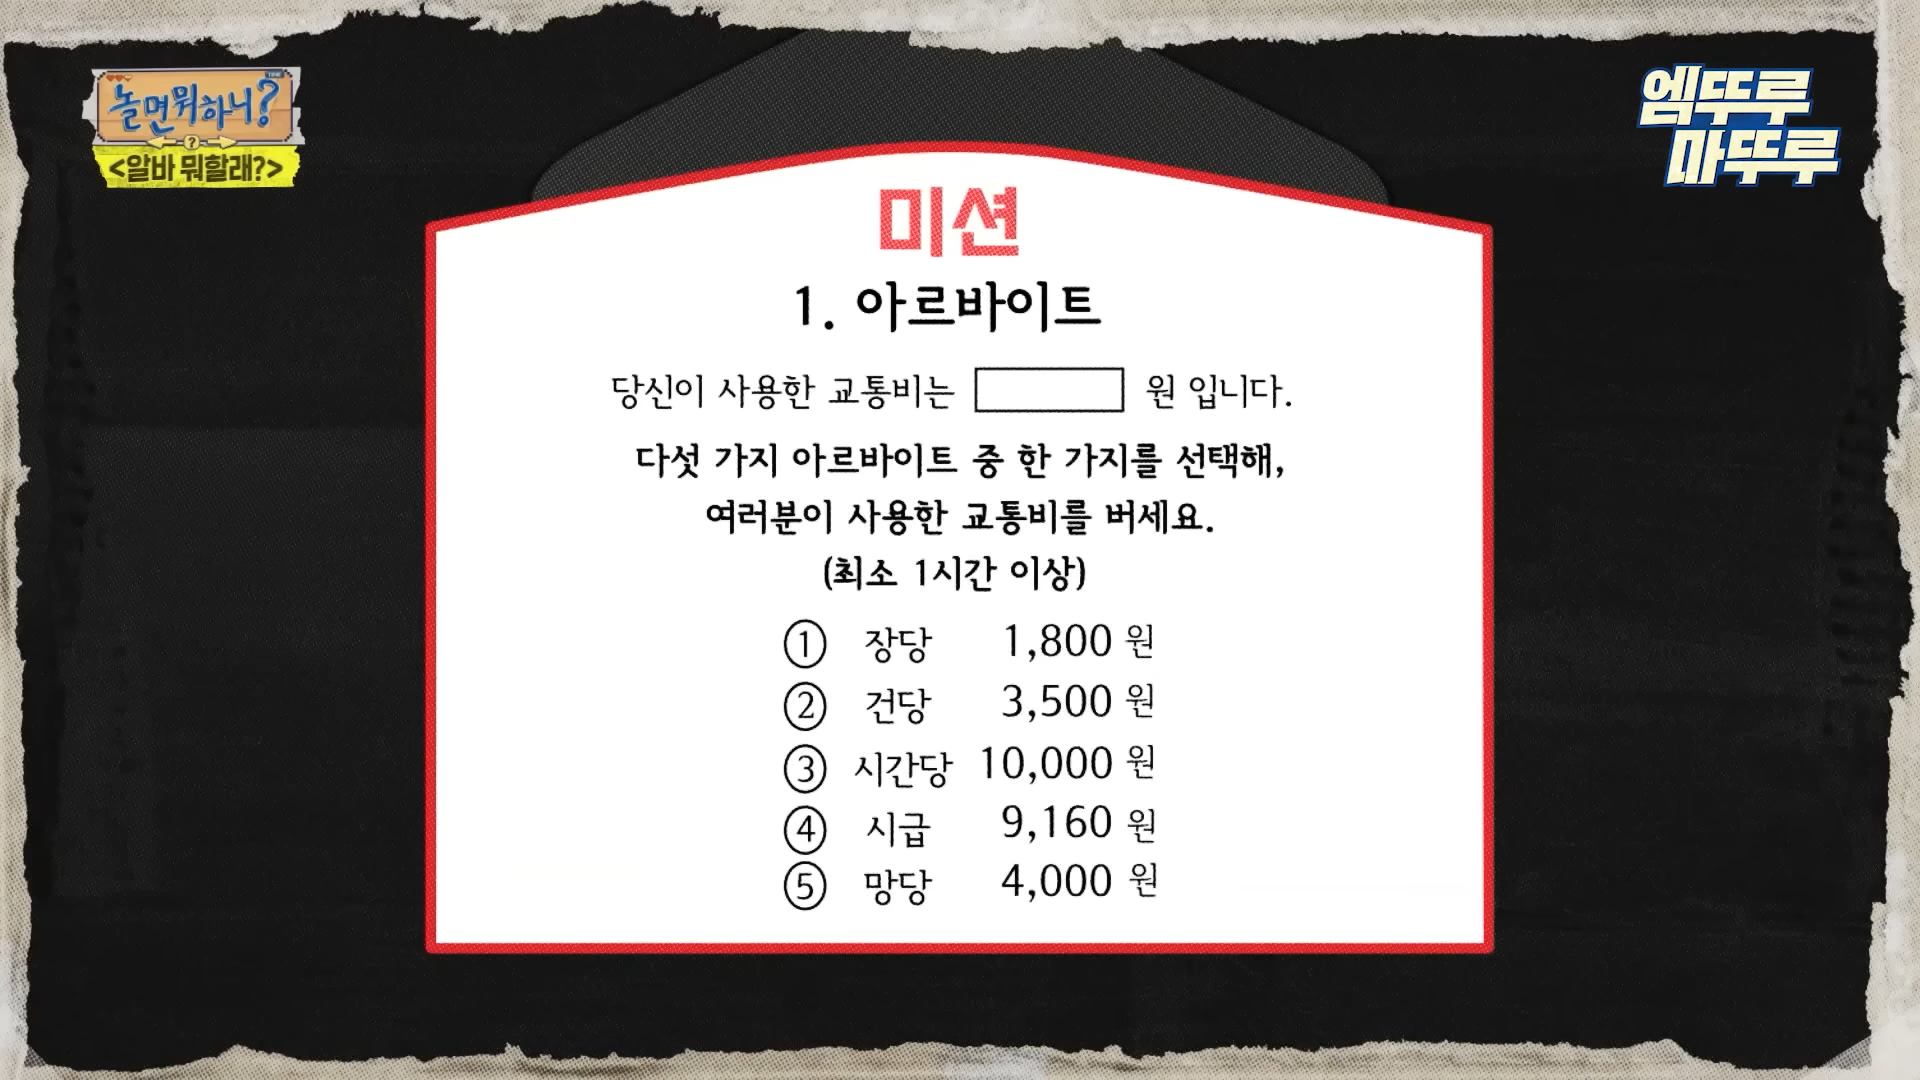 놀면뭐하니?
<알바 뭐할래?>
엠뚜루
마뚜루
미션
1. 아르바이트
당신이 사용한 교통비는 원 입니다.
다섯 가지 아르바이트 중 한 가지를 선택해,
여러분이 사용한 교통비를 버세요.
(최소 1시간 이상)
① 장당 1,800 원
② 건당 3,500 원
③ 시간당 10,000 원
④ 시급 9,160 원
⑤ 망당 4,000 원